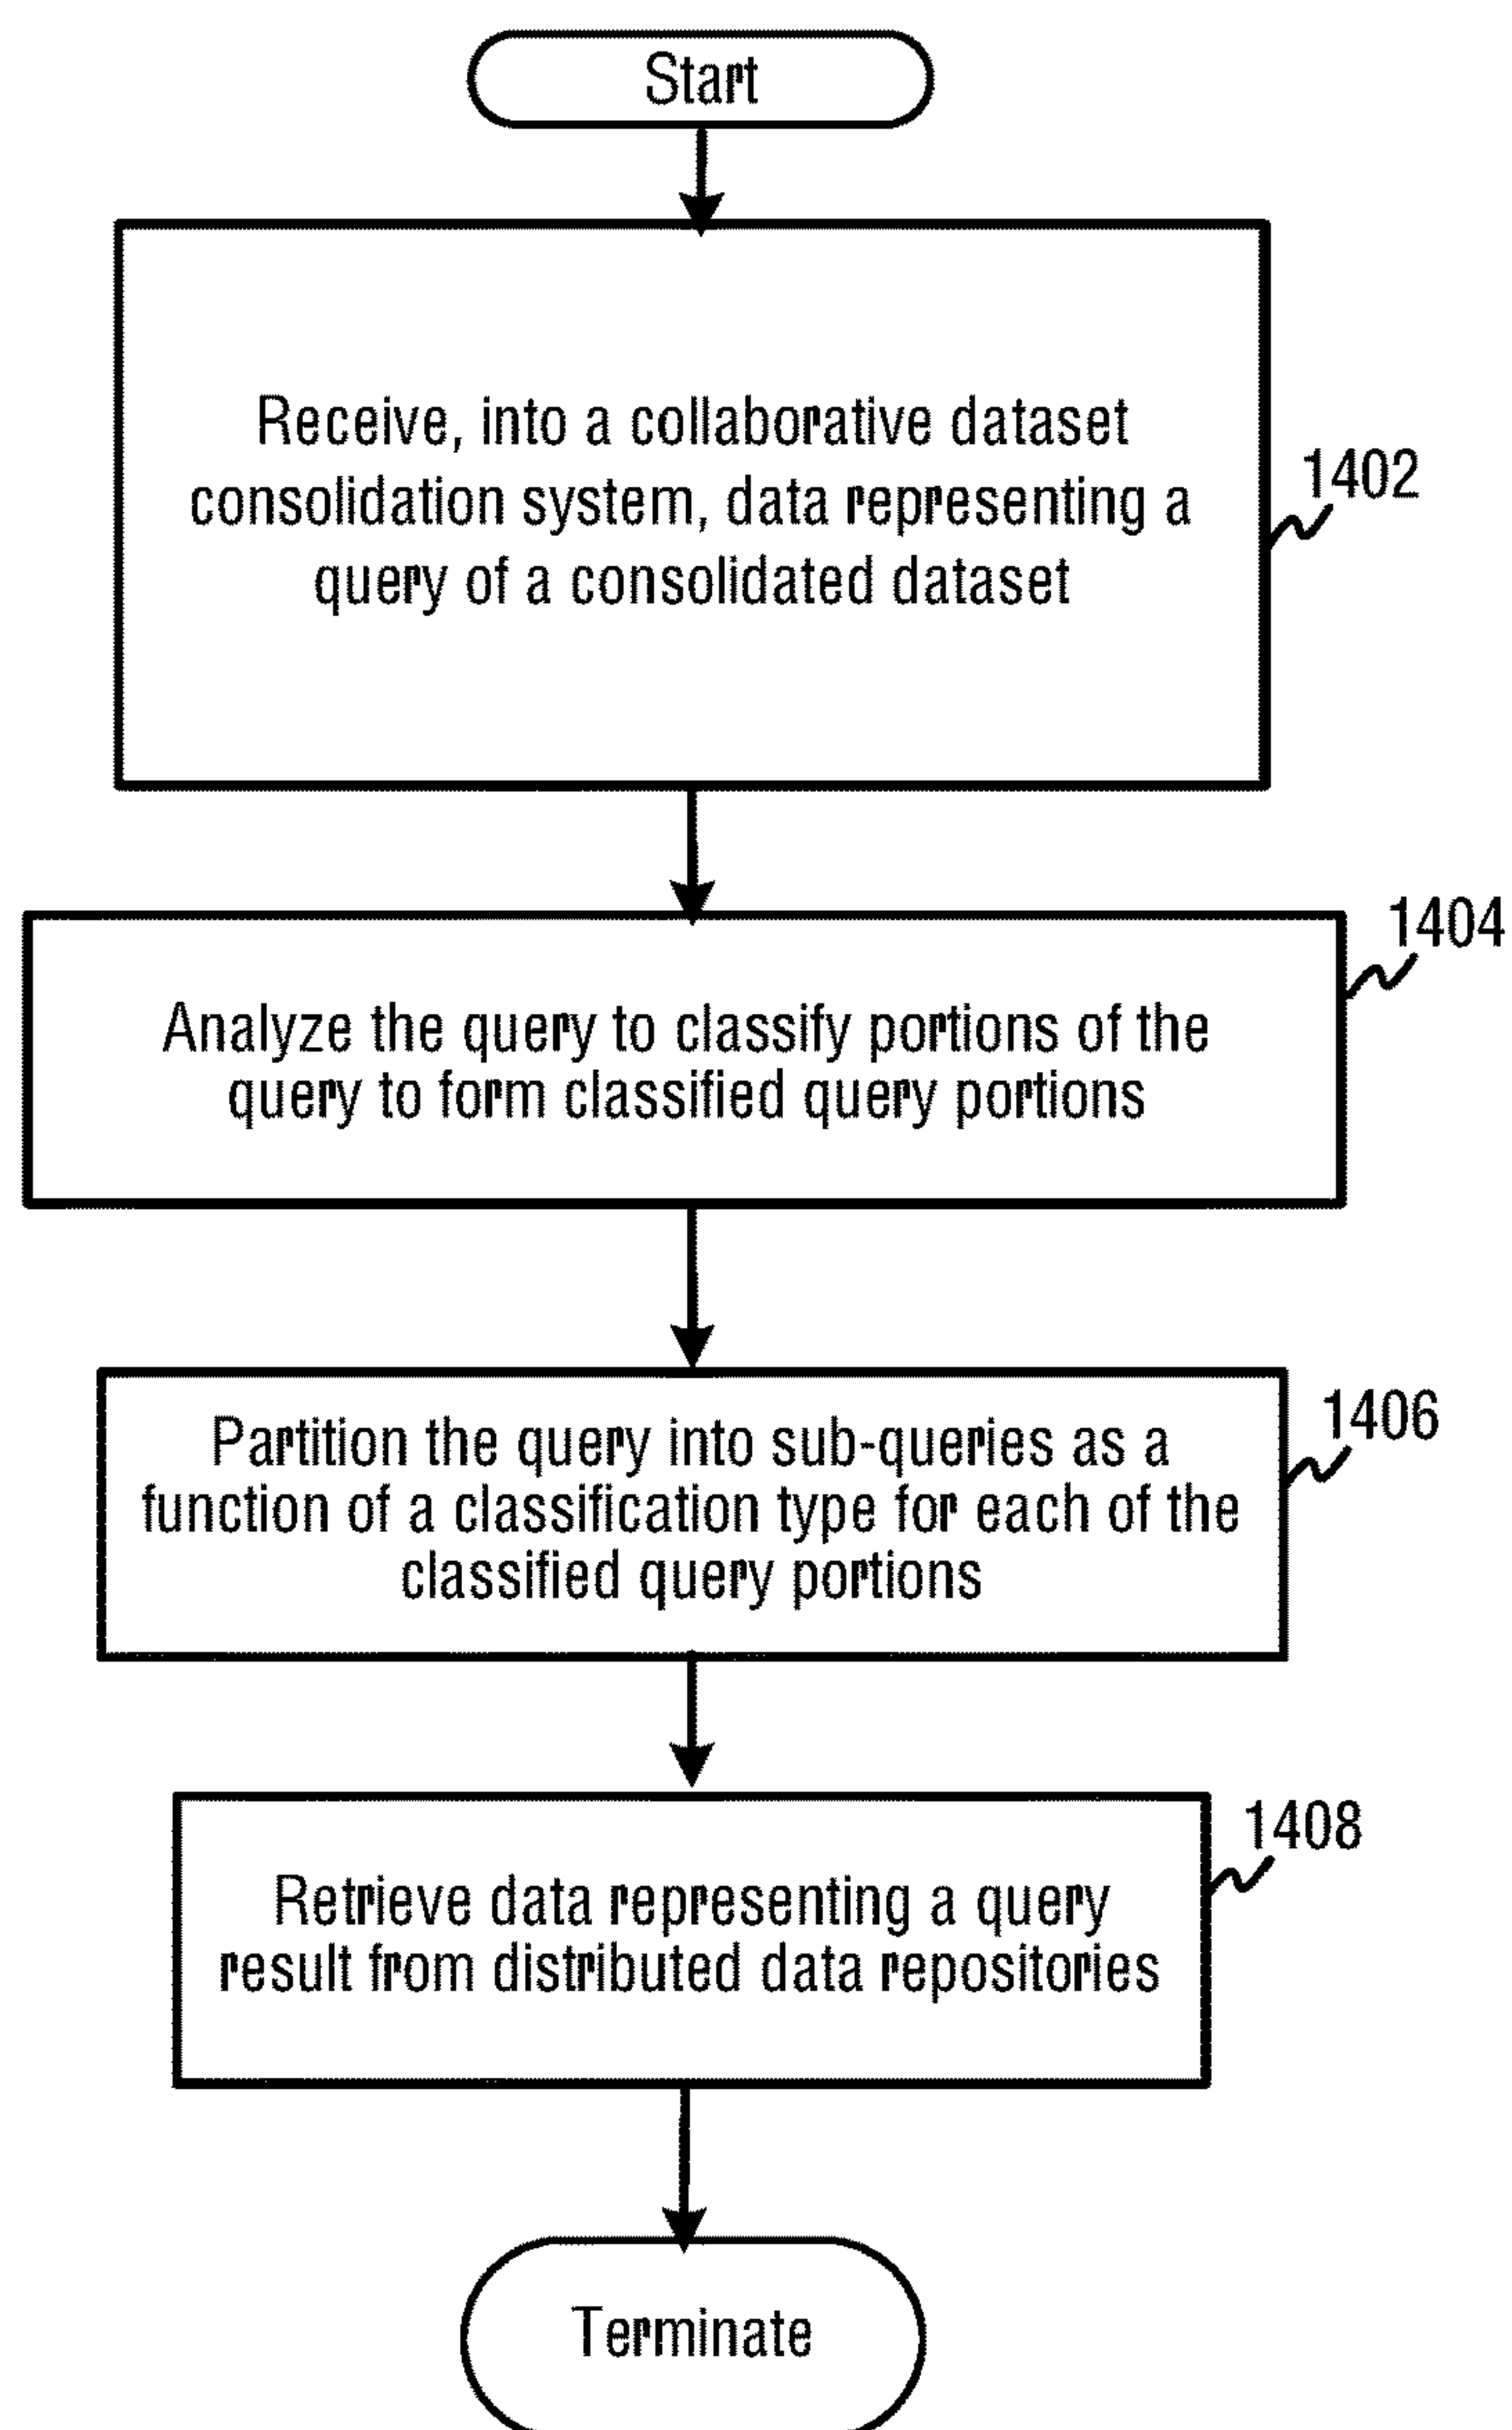 Start
Receive, into a collaborative dataset
consolidation system, data representing a
query of a consolidated dataset
1402
1404
Analyze the query to classify portions of the
query to form classified query portions
1406
Partition the query into sub-queries as a
function of a classification type for each of the
classified query portions
1408
Retrieve data representing a query
result from distributed data repositories
Terminate